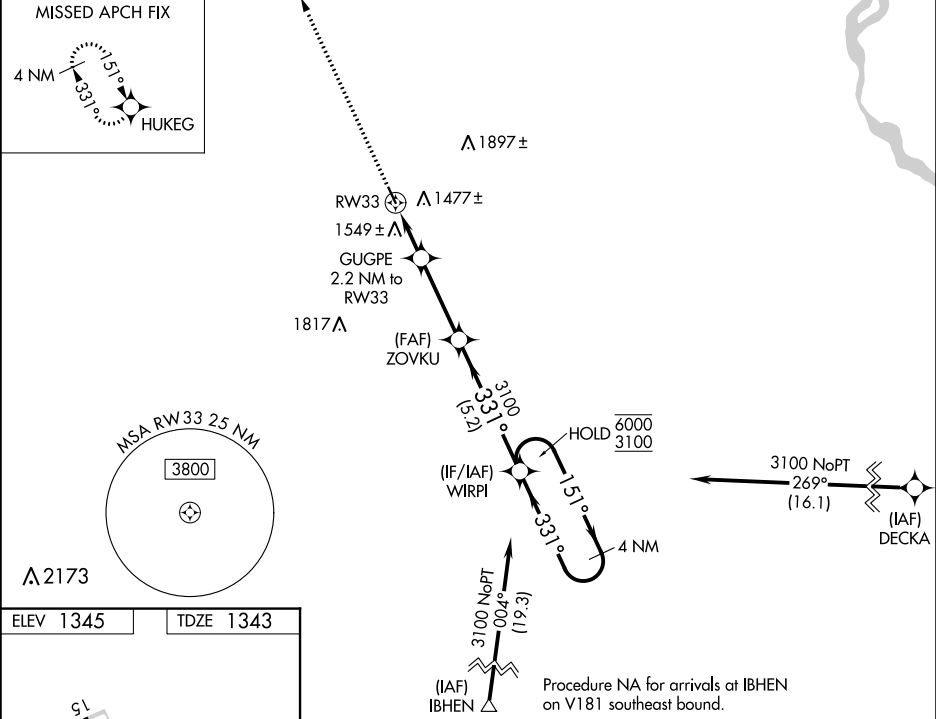 MISSED APCH FIX
4 NM
151°
331°
HUKEG
1897 ±
RW33
1477 ±
1549 ±
GUGPE
2.2 NM to
RW33
1817
(FAF)
ZOVKU
3100
331°
(5.2)
HOLD 6000
3100
(IF/IAF)
WIRPI
151°
331°
4 NM
3100 NoPT
269°
(16.1)
(IAF)
DECKA
MSA RW33 25 NM
3800
2173
3100 NoPT
004°
(19.3)
(IAF)
IBHEN
Procedure NA for arrivals at IBHEN
on V181 southeast bound.
ELEV 1345
TDZE 1343
15